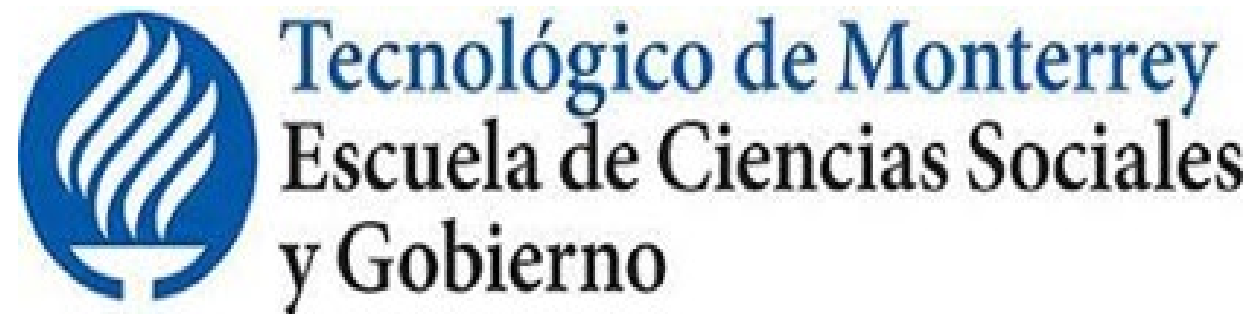 Tecnológico de Monterrey
Escuela de Ciencias Sociales
y Gobierno